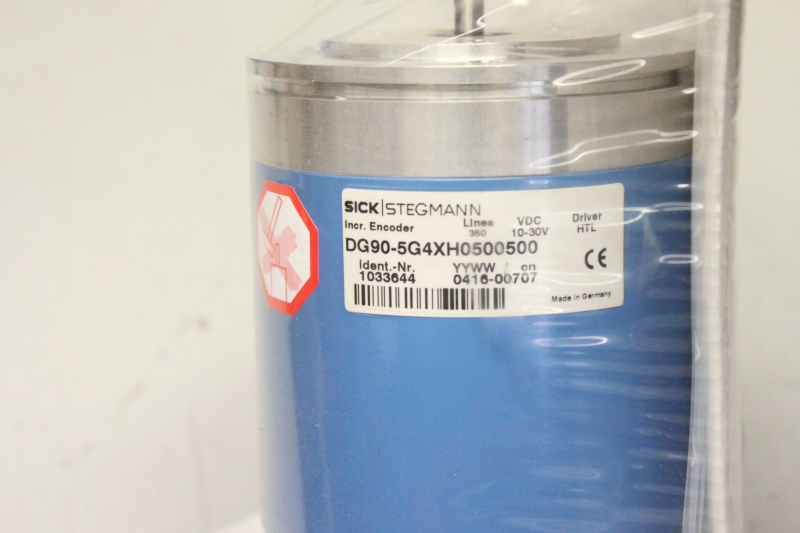 SICK|STEGMANN
Incr. Encoder Lines VDC Driver
360 10-30V HTL
DG90-5G4XH0500500
Ident.-Nr. YYWW / cn
1033644 0416-00707
CE
Made in Germany